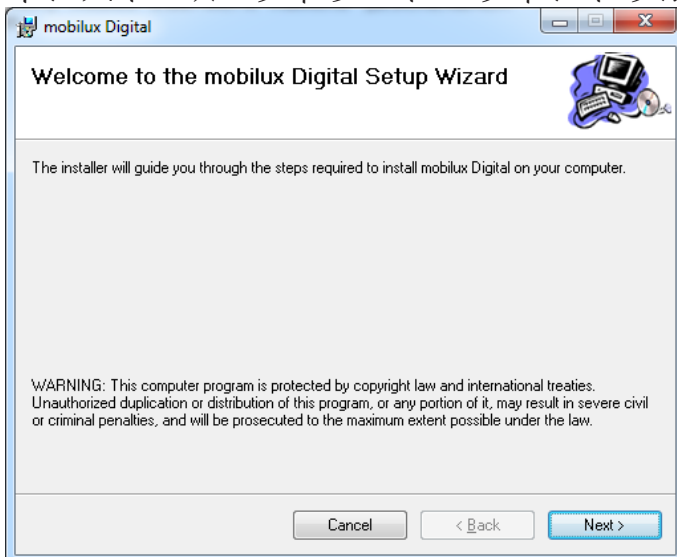 mobilux Digital
Welcome to the mobilux Digital Setup Wizard
The installer will guide you through the steps required to install mobilux Digital on your computer.
WARNING: This computer program is protected by copyright law and international treaties.
Unauthorized duplication or distribution of this program, or any portion of it, may result in severe civil
or criminal penalties, and will be prosecuted to the maximum extent possible under the law.
Cancel
< Back
Next >